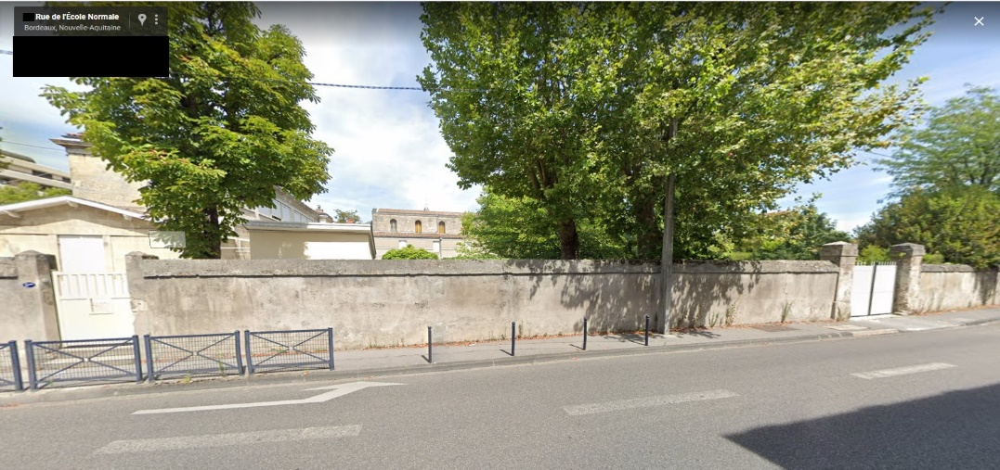 Rue de l'École Normale
Bordeaux, Nouvelle-Aquitaine